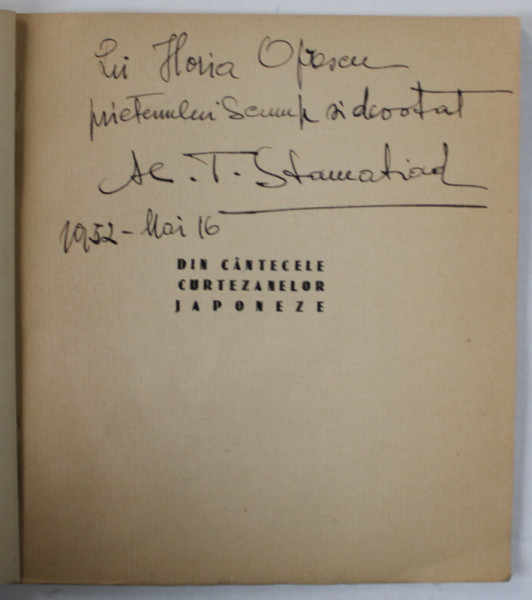 Lui Horia Oprescu
prietenului scump și devotat
Al. T. Stamatiad
1952 - Mai 16
DIN CÂNTECELE
CURTEZANELOR
JAPONEZE